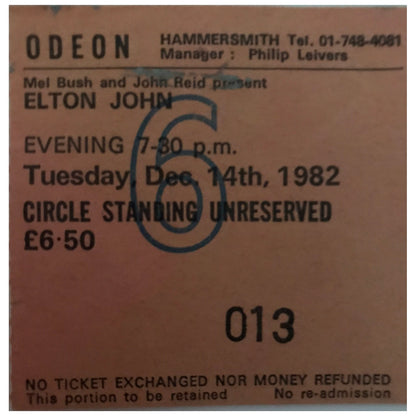 ODEON HAMMERSMITH Tel. 01-748-4081
Manager : Philip Leivers
Mel Bush and John Reid present
ELTON JOHN
EVENING 7-30 p.m.
Tuesday, Dec. 14th, 1982
CIRCLE STANDING UNRESERVED
£6·50
6
013
NO TICKET EXCHANGED NOR MONEY REFUNDED
This portion to be retained No re-admission